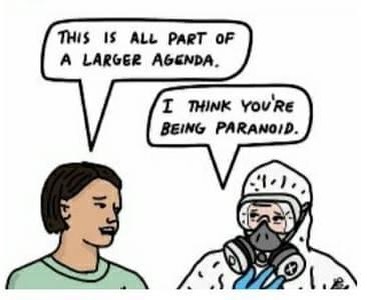 THIS IS ALL PART OF
A LARGER AGENDA.
I THINK YOU'RE
BEING PARANOID.